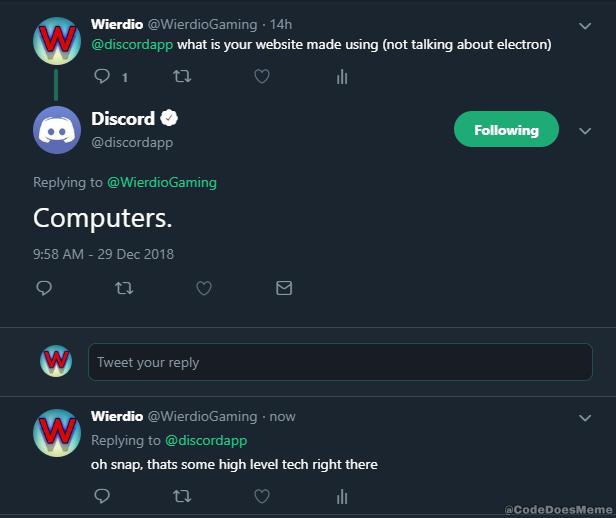 Wierdio @WierdioGaming · 14h
@discordapp what is your website made using (not talking about electron)
1
Discord
@discordapp
Following
Replying to @WierdioGaming
Computers.
9:58 AM - 29 Dec 2018
Tweet your reply
Wierdio @WierdioGaming · now
Replying to @discordapp
oh snap, thats some high level tech right there
@CodeDoesMeme